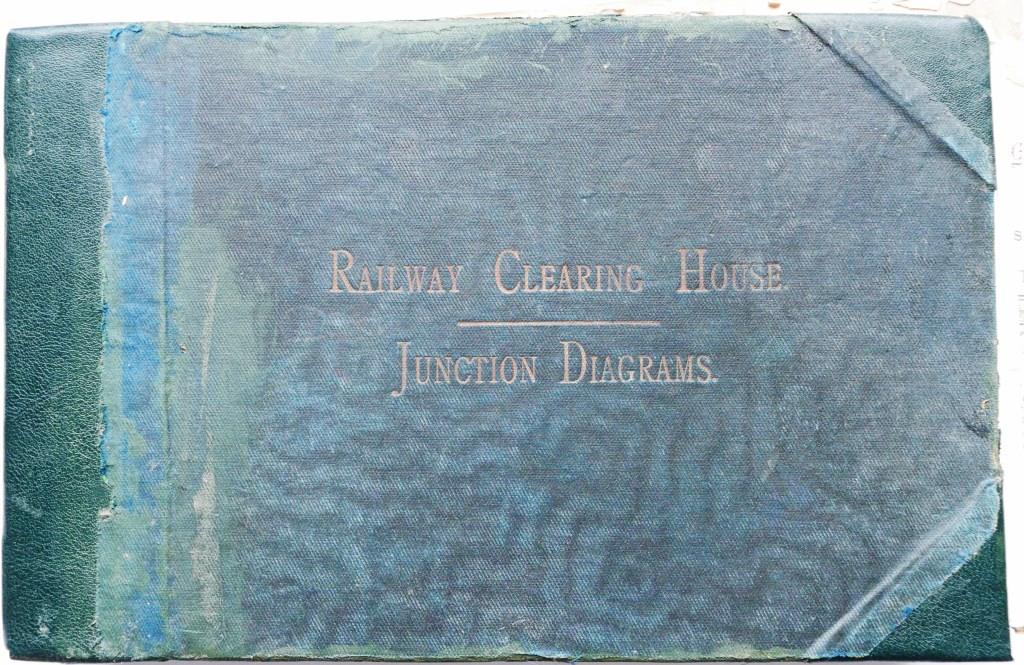 Railway Clearing House.
Junction Diagrams.